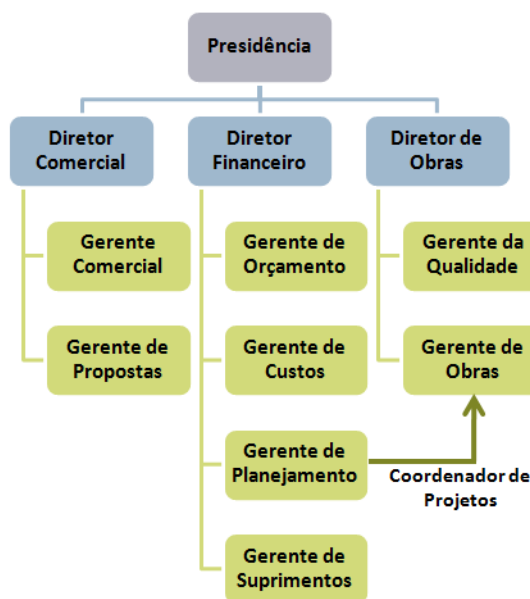 Presidência
Diretor
Comercial
Diretor
Financeiro
Diretor de
Obras
Gerente
Comercial
Gerente de
Orçamento
Gerente da
Qualidade
Gerente de
Propostas
Gerente de
Custos
Gerente de
Obras
Gerente de
Planejamento
Coordenador de
Projetos
Gerente de
Suprimentos